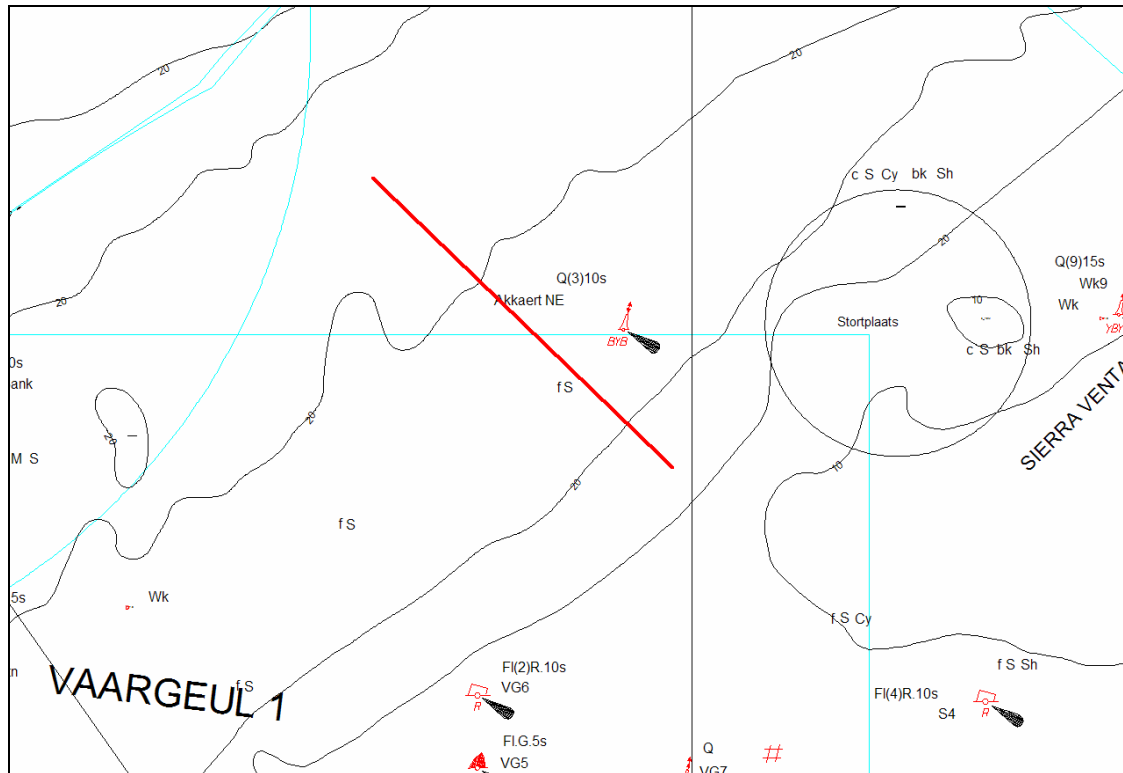 20
20
c S Cy bk Sh
20
20
Q(3)10s
Akkaert NE
BYB
Q(9)15s
Wk9
Wk
YBY
10
Stortplaats
c S bk Sh
SIERRA VENTA
0s
ank
f S
20
20
M S
10
20
f S
5s
Wk
f S Cy
tn
VAARGEUL 1
f S
Fl(2)R.10s
VG6
R
f S Sh
Fl(4)R.10s
S4
R
Fl.G.5s
VG5
Q
VG7